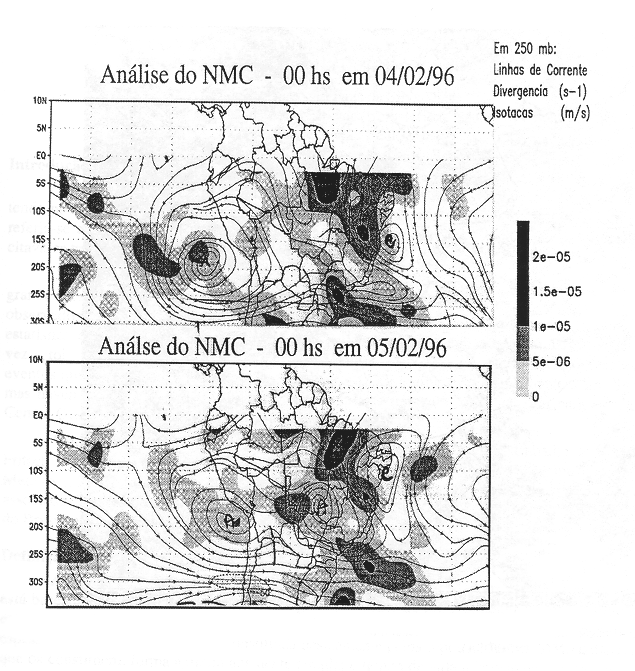 Em 250 mb:
Linhas de Corrente
Divergencia (s-1)
Isotacas (m/s)
Análise do NMC - 00 hs em 04/02/96
10N
5N
EQ
5S
10S
15S
20S
25S
30S
2e-05
1.5e-05
1e-05
5e-06
0
Análse do NMC - 00 hs em 05/02/96
10N
5N
EQ
5S
10S
15S
20S
25S
30S
A